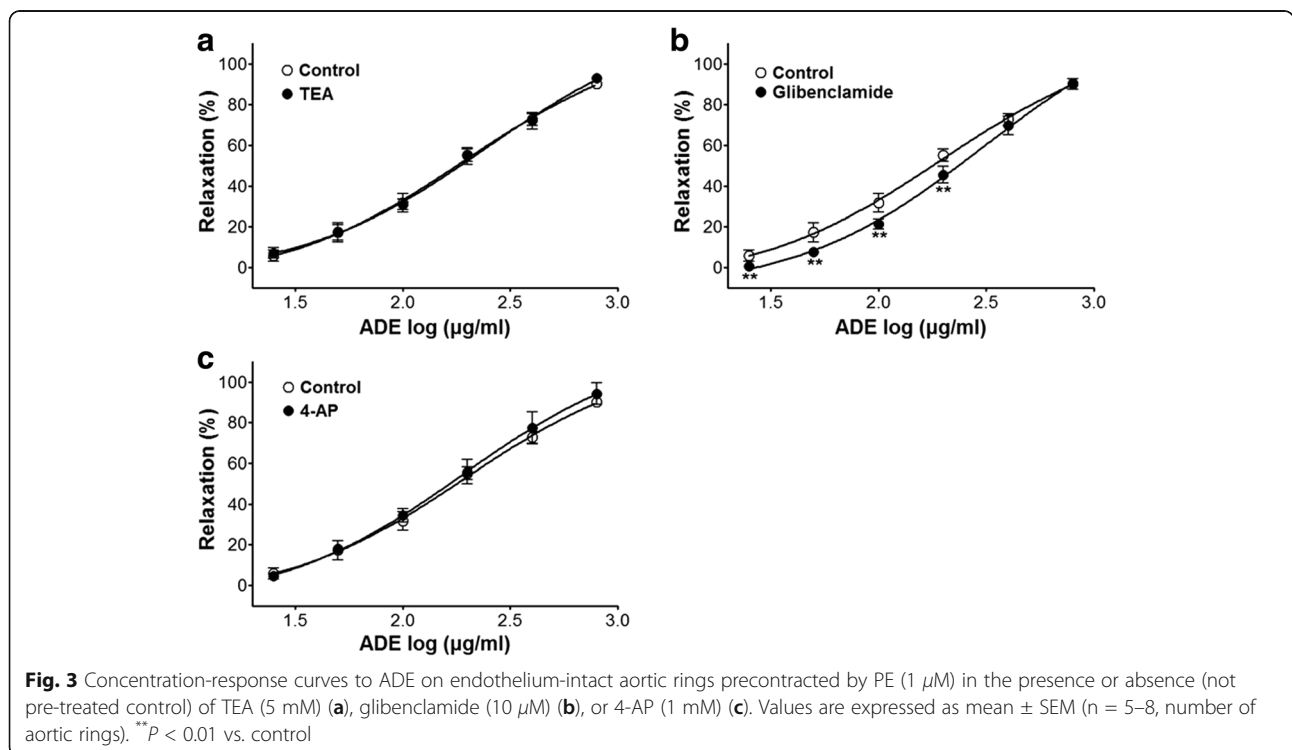 a
Control
TEA
Relaxation (%)
100
80
60
40
20
0
1.5 2.0 2.5 3.0
ADE log (μg/ml)
b
Control
Glibenclamide
Relaxation (%)
100
80
60
40
20
0
**
**
**
**
1.5 2.0 2.5 3.0
ADE log (μg/ml)
c
Control
4-AP
Relaxation (%)
100
80
60
40
20
0
1.5 2.0 2.5 3.0
ADE log (μg/ml)
Fig. 3 Concentration-response curves to ADE on endothelium-intact aortic rings precontracted by PE (1 μM) in the presence or absence (not
pre-treated control) of TEA (5 mM) (a), glibenclamide (10 μM) (b), or 4-AP (1 mM) (c). Values are expressed as mean ± SEM (n = 5–8, number of
aortic rings). **P < 0.01 vs. control